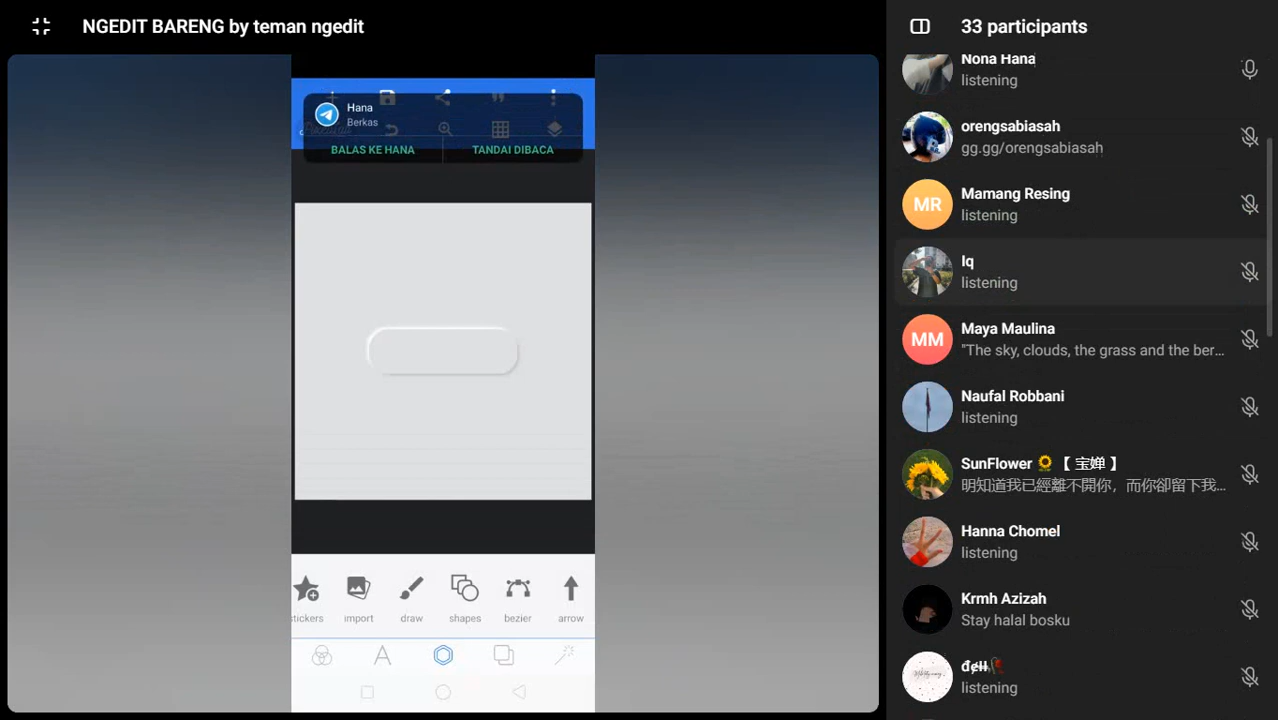 NGEDIT BARENG by teman ngedit
Hana
Berkas
BALAS KE HANA
TANDAI DIBACA
tickers
import
draw
shapes
bezier
arrow
33 participants
Nona Hana
listening
orengsabiasah
gg.gg/orengsabiasah
MR
Mamang Resing
listening
Iq
listening
MM
Maya Maulina
"The sky, clouds, the grass and the ber...
Naufal Robbani
listening
SunFlower 🌻【 宝婵 】
明知道我已經離不開你，而你卻留下我...
Hanna Chomel
listening
Krmh Azizah
Stay halal bosku
listening